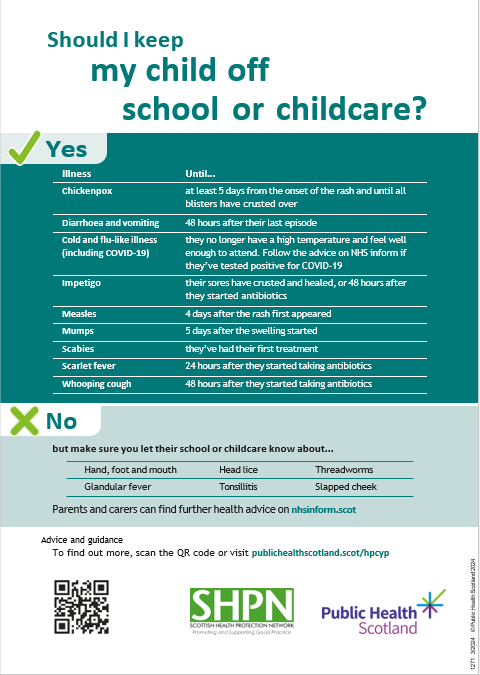 Should I keep
my child off
school or childcare?
Yes
Illness Until...
Chickenpox at least 5 days from the onset of the rash and until all
blisters have crusted over
Diarrhoea and vomiting 48 hours after their last episode
Cold and flu-like illness they no longer have a high temperature and feel well
(including COVID-19) enough to attend. Follow the advice on NHS inform if
they've tested positive for COVID-19
Impetigo their sores have crusted and healed, or 48 hours after
they started antibiotics
Measles 4 days after the rash first appeared
Mumps 5 days after the swelling started
Scabies they've had their first treatment
Scarlet fever 24 hours after they started taking antibiotics
Whooping cough 48 hours after they started taking antibiotics
No
but make sure you let their school or childcare know about...
Hand, foot and mouth Head lice Threadworms
Glandular fever Tonsillitis Slapped cheek
Parents and carers can find further health advice on nhsinform.scot
Advice and guidance
To find out more, scan the QR code or visit publichealthscotland.scot/hpcyp
SHPN
SCOTTISH HEALTH PROTECTION NETWORK
Promoting and Supporting Good Practice
Public Health
Scotland
1271 3/2024 ©Public Health Scotland 2024